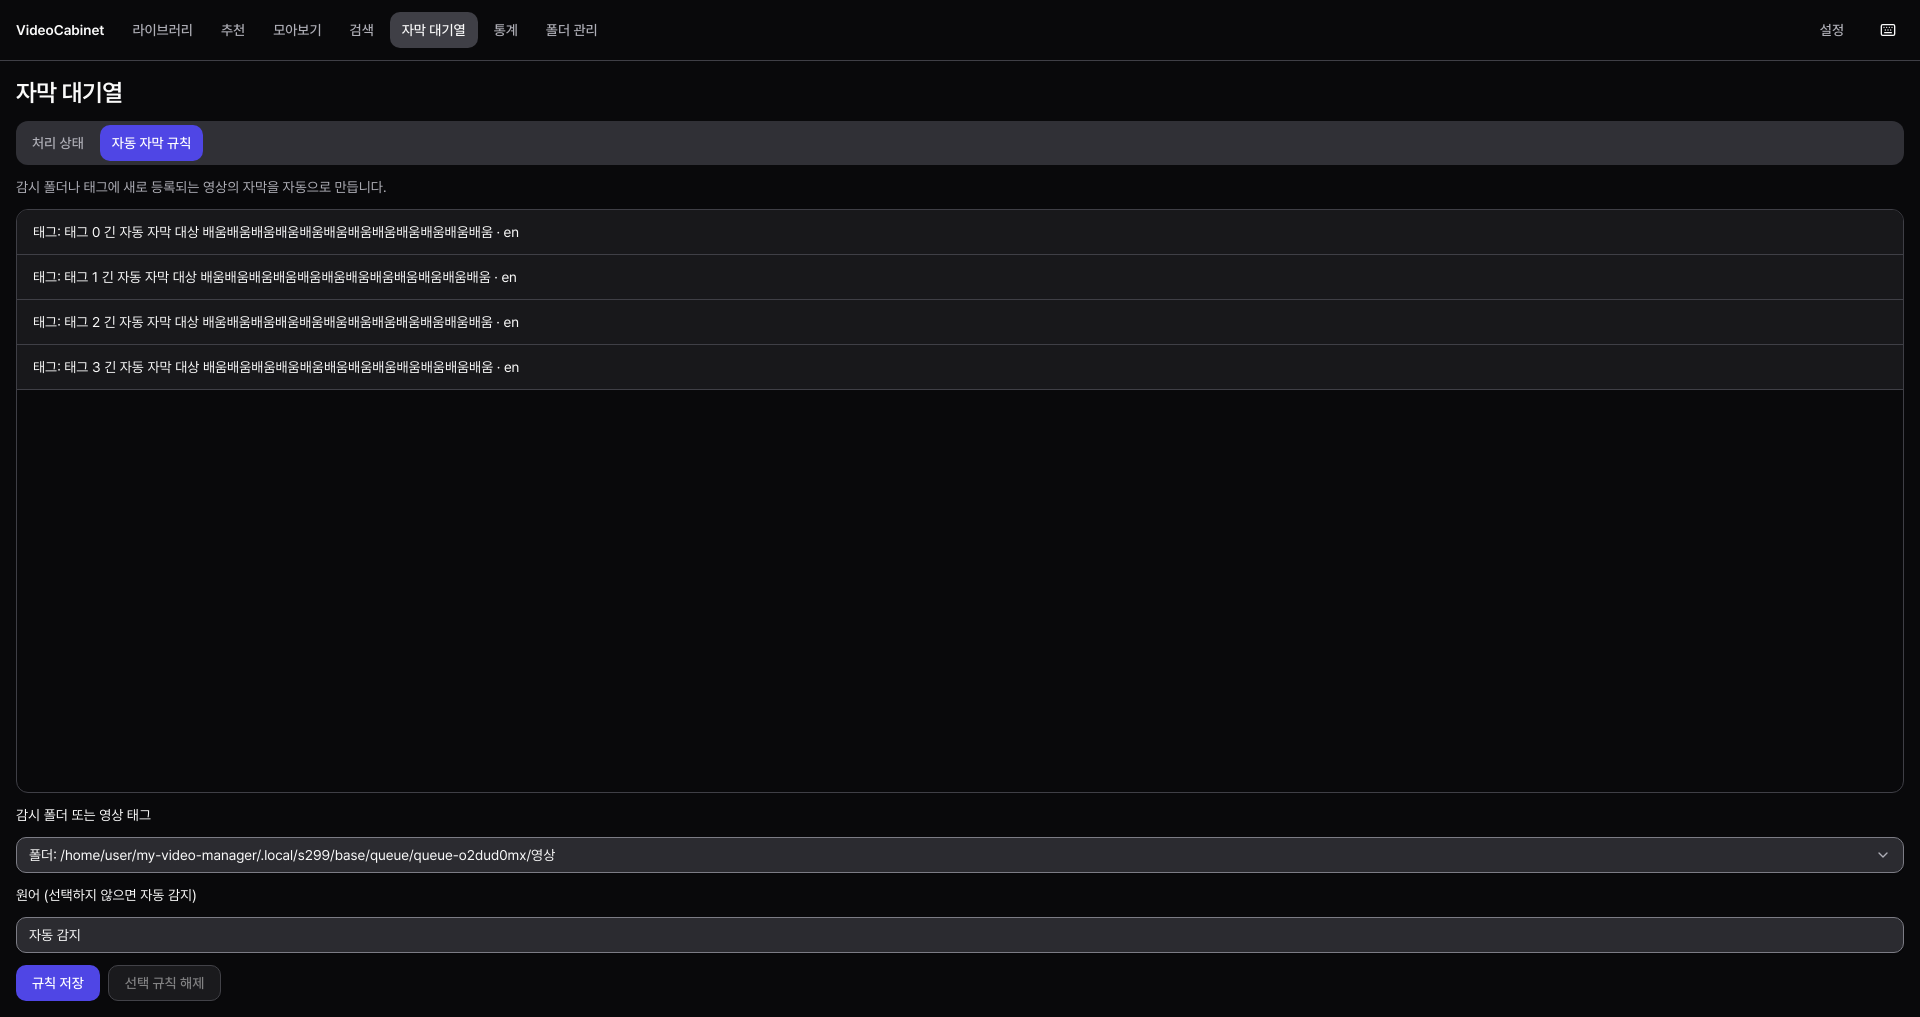 VideoCabinet 라이브러리 추천 모아보기 검색 자막 대기열 통계 폴더 관리 설정
자막 대기열
처리 상태 자동 자막 규칙
감시 폴더나 태그에 새로 등록되는 영상의 자막을 자동으로 만듭니다.
태그: 태그 0 긴 자동 자막 대상 배움배움배움배움배움배움배움배움배움배움배움배움 · en
태그: 태그 1 긴 자동 자막 대상 배움배움배움배움배움배움배움배움배움배움배움배움 · en
태그: 태그 2 긴 자동 자막 대상 배움배움배움배움배움배움배움배움배움배움배움배움 · en
태그: 태그 3 긴 자동 자막 대상 배움배움배움배움배움배움배움배움배움배움배움배움 · en
감시 폴더 또는 영상 태그
폴더: /home/user/my-video-manager/.local/s299/base/queue/queue-o2dud0mx/영상
원어 (선택하지 않으면 자동 감지)
자동 감지
규칙 저장 선택 규칙 해제